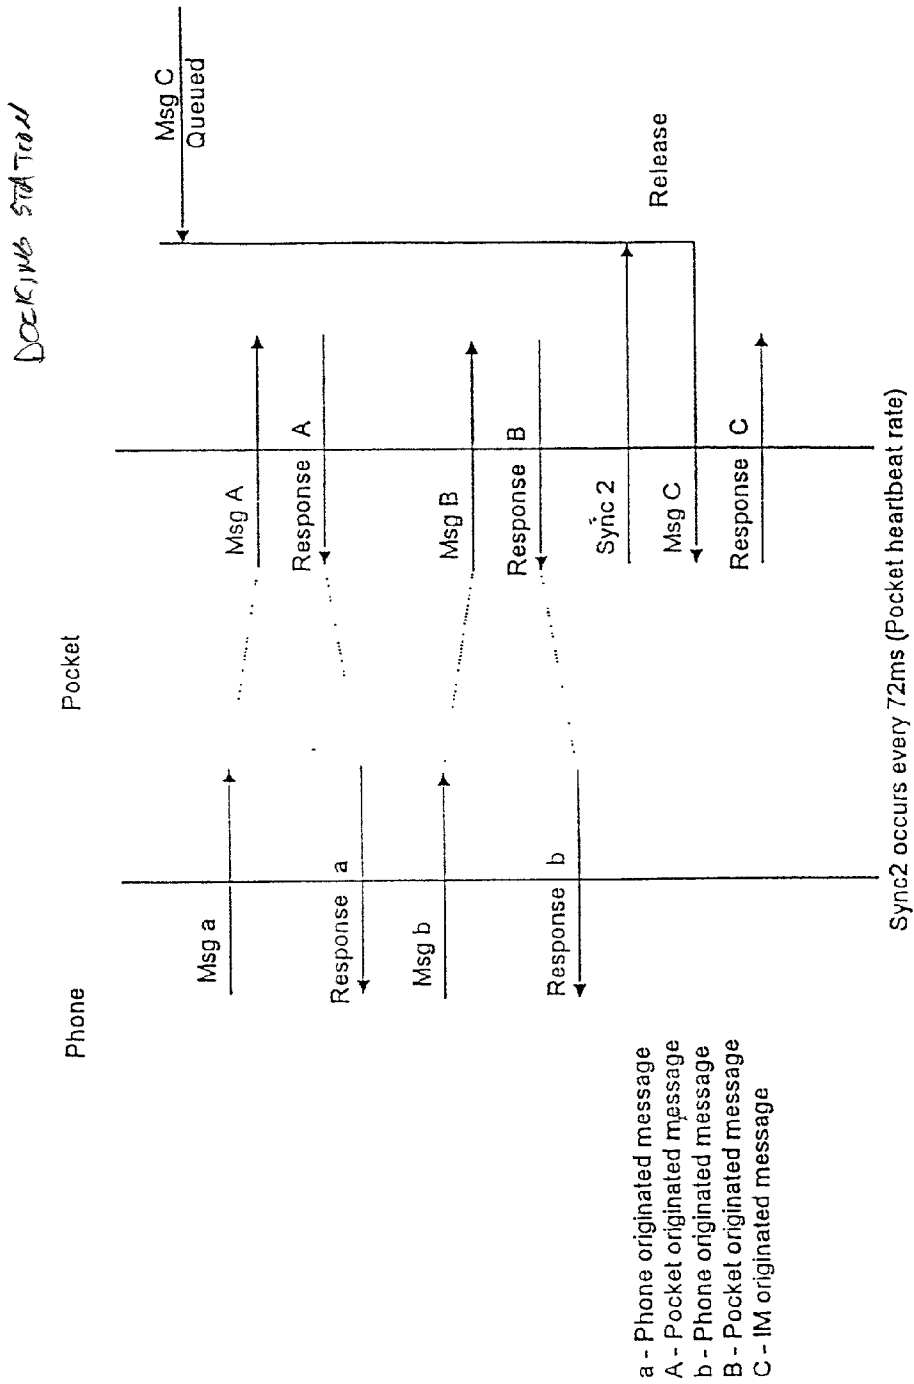 DOCKING STATION
Phone
Pocket
Msg C
Queued
Msg a
Msg A
Response A
Response a
Msg b
Msg B
Response B
Response b
Sync 2
Release
Msg C
Response C
a - Phone originated message
A - Pocket originated message
b - Phone originated message
B - Pocket originated message
C - IM originated message
Sync2 occurs every 72ms (Pocket heartbeat rate)